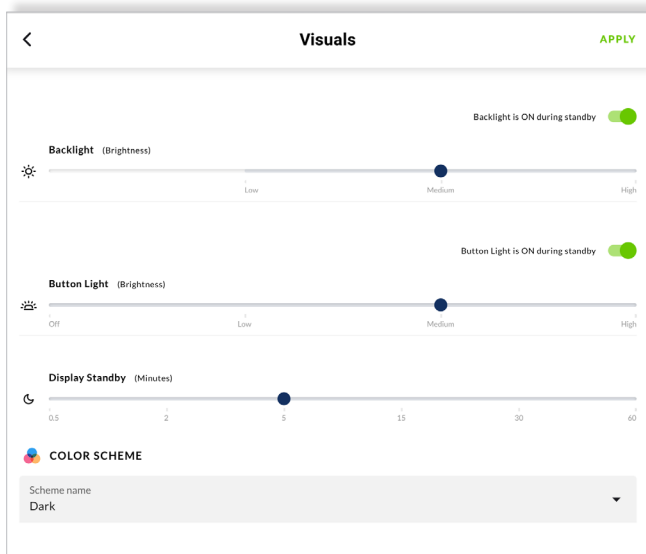 Visuals
APPLY
Backlight is ON during standby
Backlight (Brightness)
Low Medium High
Button Light is ON during standby
Button Light (Brightness)
Off Low Medium High
Display Standby (Minutes)
0.5 2 5 15 30 60
COLOR SCHEME
Scheme name
Dark